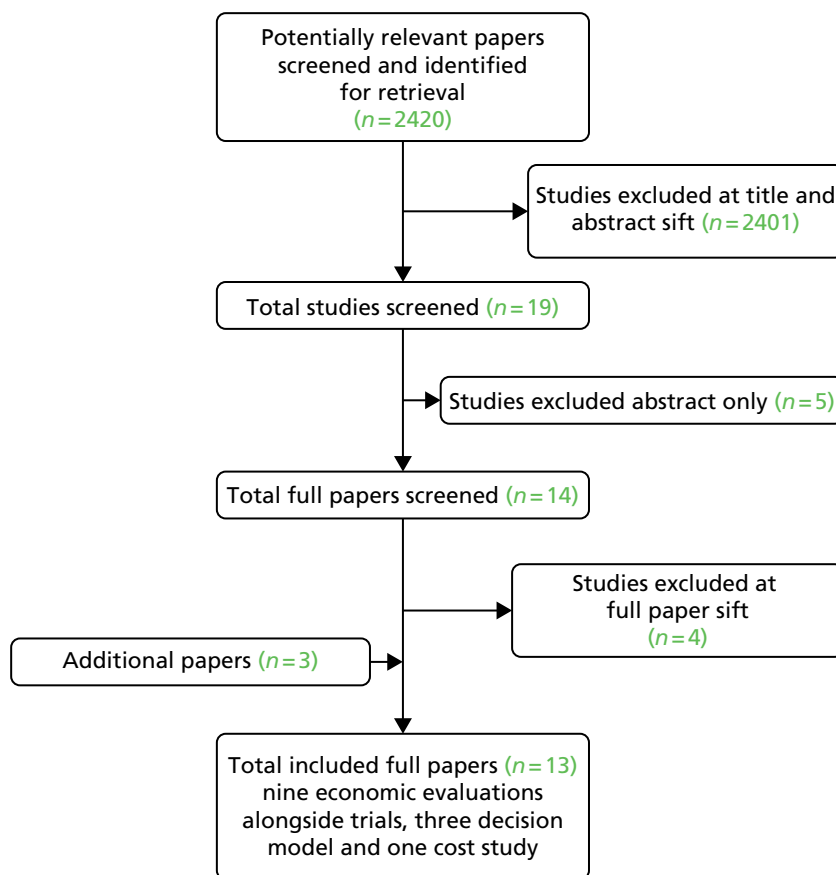 Potentially relevant papers
screened and identified
for retrieval
(n=2420)
Studies excluded at title and
abstract sift (n=2401)
Total studies screened (n=19)
Studies excluded abstract only (n=5)
Total full papers screened (n=14)
Studies excluded at
full paper sift
(n=4)
Additional papers (n=3)
Total included full papers (n=13)
nine economic evaluations
alongside trials, three decision
model and one cost study